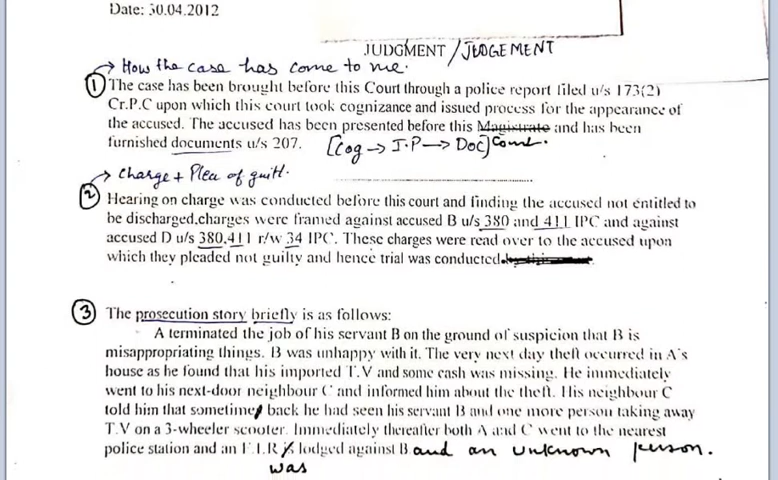 Date: 30.04.2012
JUDGMENT / JUDGEMENT
→ How the case has come to me.
① The case has been brought before this Court through a police report filed u/s 173(2)
Cr.P.C upon which this court took cognizance and issued process for the appearance of
the accused. The accused has been presented before this Magistrate and has been
furnished documents u/s 207. [Cog → I.P → Doc] Court.
→ Charge + Plea of guilt.
② Hearing on charge was conducted before this court and finding the accused not entitled to
be discharged,charges were framed against accused B u/s 380 and 411 IPC and against
accused D u/s 380,411 r/w 34 IPC. These charges were read over to the accused upon
which they pleaded not guilty and hence trial was conducted.
③ The prosecution story briefly is as follows:
A terminated the job of his servant B on the ground of suspicion that B is
misappropriating things. B was unhappy with it. The very next day theft occurred in A's
house as he found that his imported T.V and some cash was missing. He immediately
went to his next-door neighbour C and informed him about the theft. His neighbour C
told him that sometime back he had seen his servant B and one more person taking away
T.V on a 3-wheeler scooter. Immediately thereafter both A and C went to the nearest
police station and an F.I.R is lodged against B and an unknown person.
was